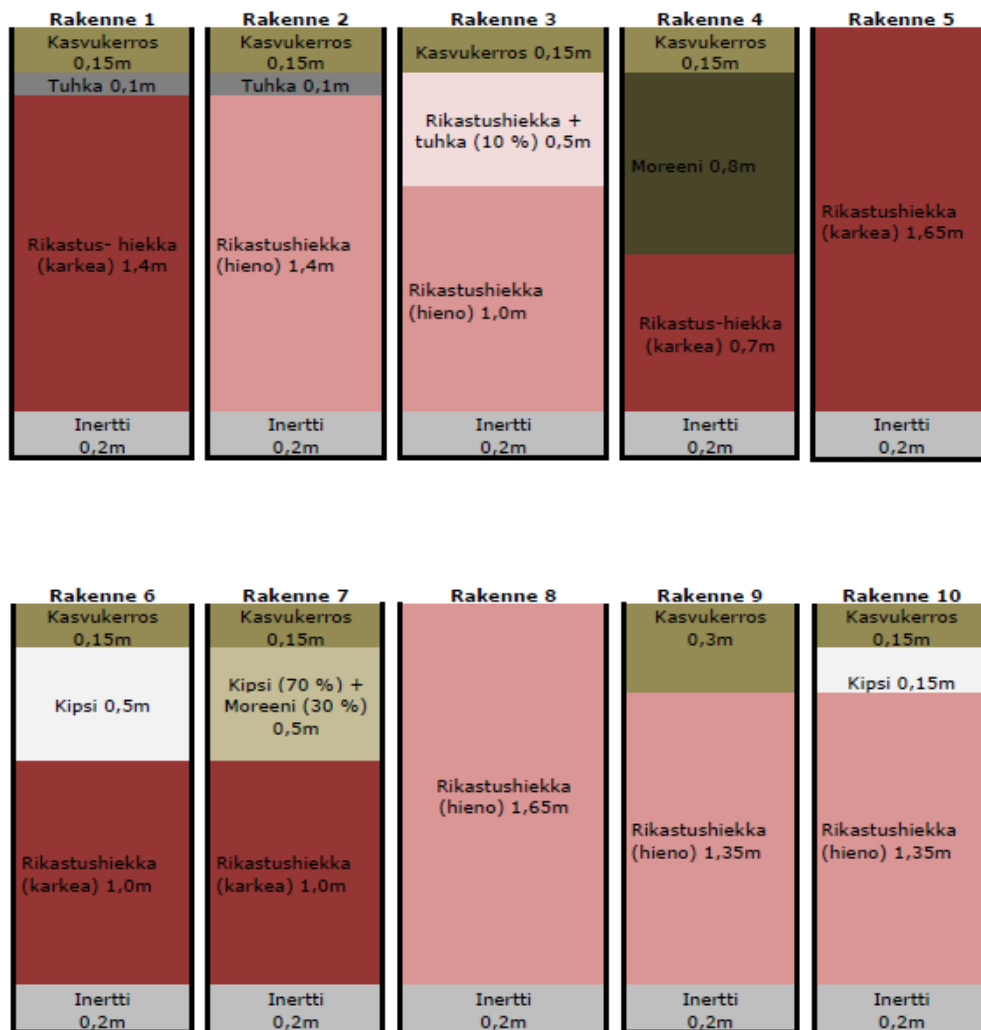 Rakenne 1
Kasvukerros
0,15m
Tuhka 0,1m
Rikastus- hiekka
(karkea) 1,4m
Inertti
0,2m
Rakenne 2
Kasvukerros
0,15m
Tuhka 0,1m
Rikastushiekka
(hieno) 1,4m
Inertti
0,2m
Rakenne 3
Kasvukerros 0,15m
Rikastushiekka +
tuhka (10 %) 0,5m
Rikastushiekka
(hieno) 1,0m
Inertti
0,2m
Rakenne 4
Kasvukerros
0,15m
Moreeni 0,8m
Rikastus-hiekka
(karkea) 0,7m
Inertti
0,2m
Rakenne 5
Rikastushiekka
(karkea) 1,65m
Inertti
0,2m
Rakenne 6
Kasvukerros
0,15m
Kipsi 0,5m
Rikastushiekka
(karkea) 1,0m
Inertti
0,2m
Rakenne 7
Kasvukerros
0,15m
Kipsi (70 %) +
Moreeni (30 %)
0,5m
Rikastushiekka
(karkea) 1,0m
Inertti
0,2m
Rakenne 8
Rikastushiekka
(hieno) 1,65m
Inertti
0,2m
Rakenne 9
Kasvukerros
0,3m
Rikastushiekka
(hieno) 1,35m
Inertti
0,2m
Rakenne 10
Kasvukerros
0,15m
Kipsi 0,15m
Rikastushiekka
(hieno) 1,35m
Inertti
0,2m